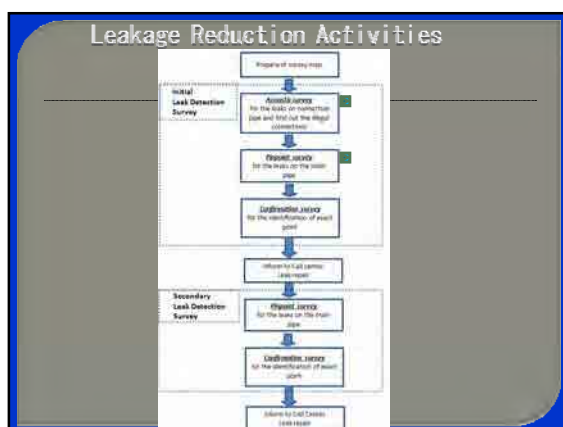 Leakage Reduction Activities
Prepare of survey map
Initial
Leak Detection
Survey
Acoustic survey
for the leaks on connection
pipe and find out the illegal
connections
Pinpoint survey
for the leaks on the main
pipe
Confirmation survey
for the identification of exact
point
Inform to Call Center
Leak repair
Secondary
Leak Detection
Survey
Pinpoint survey
for the leaks on the main
pipe
Confirmation survey
for the identification of exact
point
Inform to Call Center
Leak repair